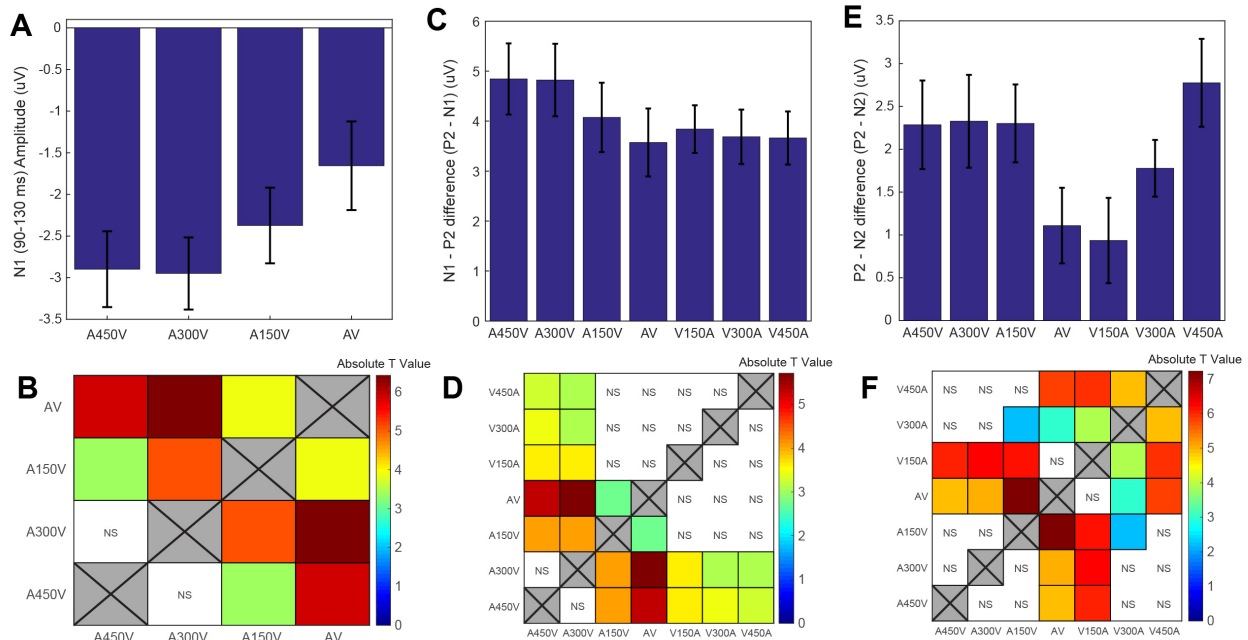 A
N1 (90-130 ms) Amplitude (uV)
0
-0.5
-1
-1.5
-2
-2.5
-3
-3.5
A450V A300V A150V AV
C
N1 - P2 difference (P2 - N1) (uV)
6
5
4
3
2
1
0
A450V A300V A150V AV V150A V300A V450A
E
P2 - N2 difference (P2 - N2) (uV)
3
2.5
2
1.5
1
0.5
0
A450V A300V A150V AV V150A V300A V450A
B
Absolute T Value
AV
A150V
A300V NS
A450V NS
A450V A300V A150V AV
6
5
4
3
2
1
0
D
Absolute T Value
V450A NS NS NS NS
V300A NS NS NS NS
V150A NS NS NS NS
AV NS NS NS
A150V NS NS NS
A300V NS
A450V NS
A450V A300V A150V AV V150A V300A V450A
5
4
3
2
1
0
F
Absolute T Value
V450A NS NS NS
V300A NS NS
V150A NS
AV NS
A150V NS NS NS
A300V NS NS NS NS
A450V NS NS NS NS
A450V A300V A150V AV V150A V300A V450A
7
6
5
4
3
2
1
0